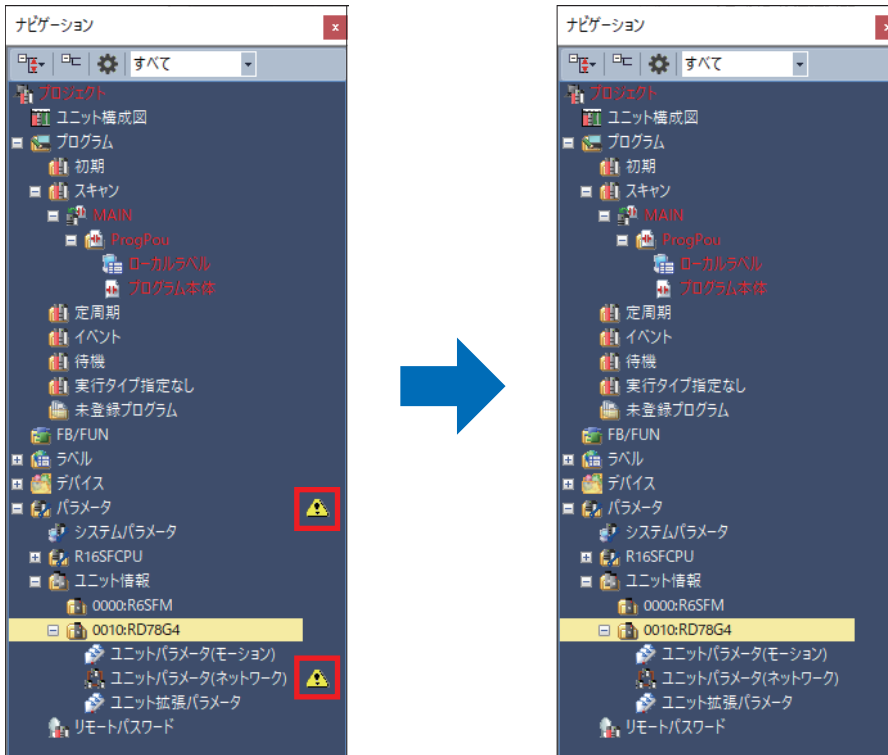 ナビゲーション
すべて
プロジェクト
ユニット構成図
プログラム
初期
スキャン
MAIN
ProgPou
ローカルラベル
プログラム本体
定周期
イベント
待機
実行タイプ指定なし
未登録プログラム
FB/FUN
ラベル
デバイス
パラメータ
システムパラメータ
R16SFCPU
ユニット情報
0000:R6SFM
0010:RD78G4
ユニットパラメータ(モーション)
ユニットパラメータ(ネットワーク)
ユニット拡張パラメータ
リモートパスワード
ナビゲーション
すべて
プロジェクト
ユニット構成図
プログラム
初期
スキャン
MAIN
ProgPou
ローカルラベル
プログラム本体
定周期
イベント
待機
実行タイプ指定なし
未登録プログラム
FB/FUN
ラベル
デバイス
パラメータ
システムパラメータ
R16SFCPU
ユニット情報
0000:R6SFM
0010:RD78G4
ユニットパラメータ(モーション)
ユニットパラメータ(ネットワーク)
ユニット拡張パラメータ
リモートパスワード